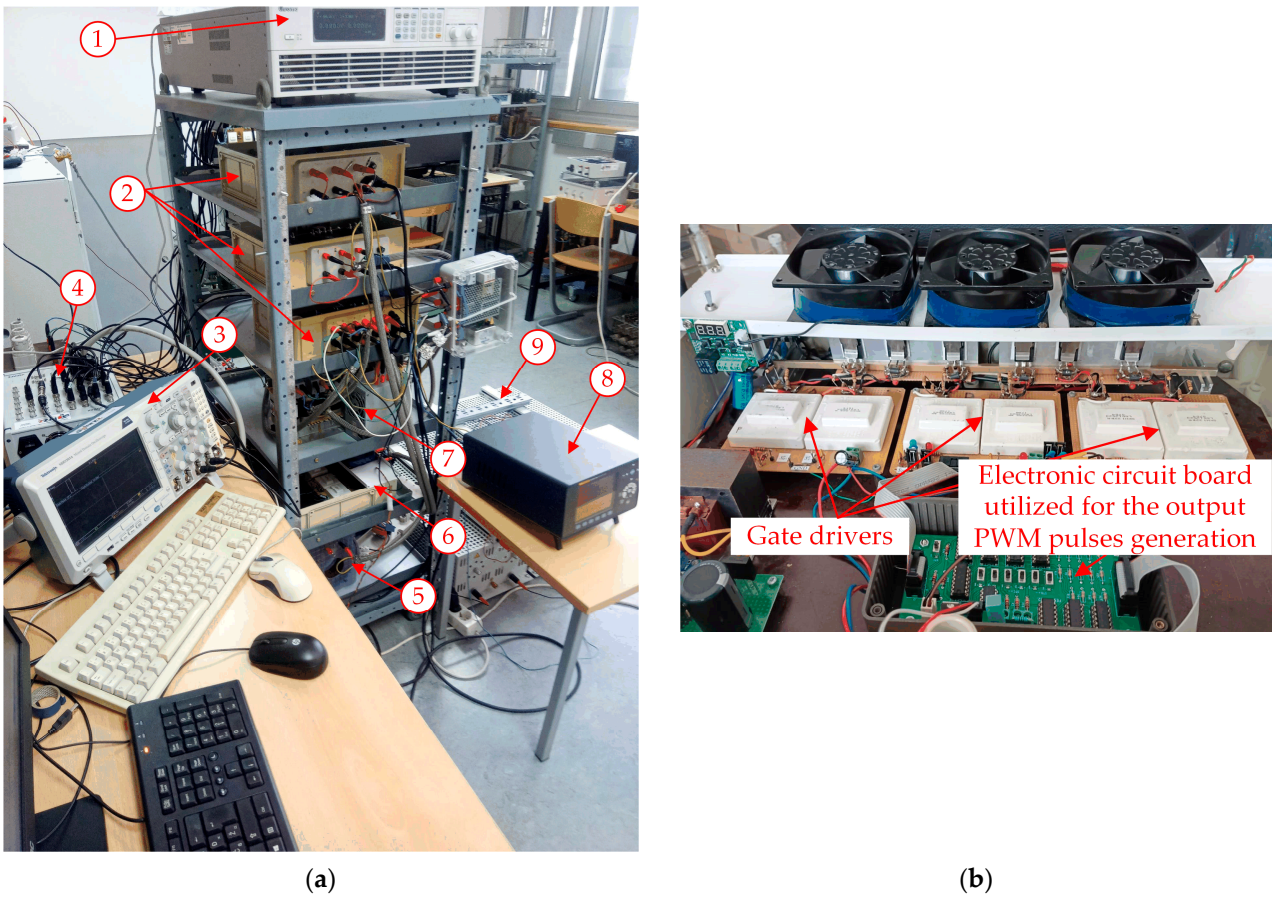 1
2
4
3
9
8
7
6
5
Gate drivers
Electronic circuit board
utilized for the output
PWM pulses generation
(a)
(b)